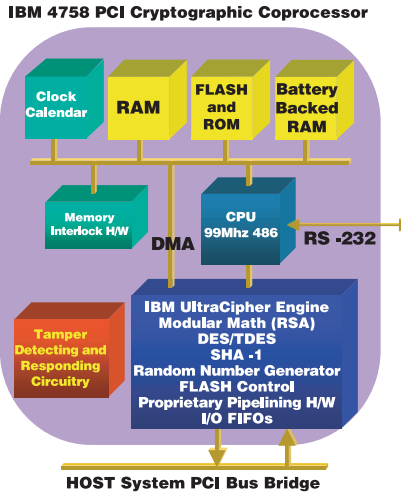 IBM 4758 PCI Cryptographic Coprocessor
Clock
Calendar
RAM
FLASH
and
ROM
Battery
Backed
RAM
Memory
Interlock H/W
DMA
CPU
99Mhz 486
RS -232
Tamper
Detecting and
Responding
Circuitry
IBM UltraCipher Engine
Modular Math (RSA)
DES/TDES
SHA -1
Random Number Generator
FLASH Control
Proprietary Pipelining H/W
I/O FIFOs
HOST System PCI Bus Bridge